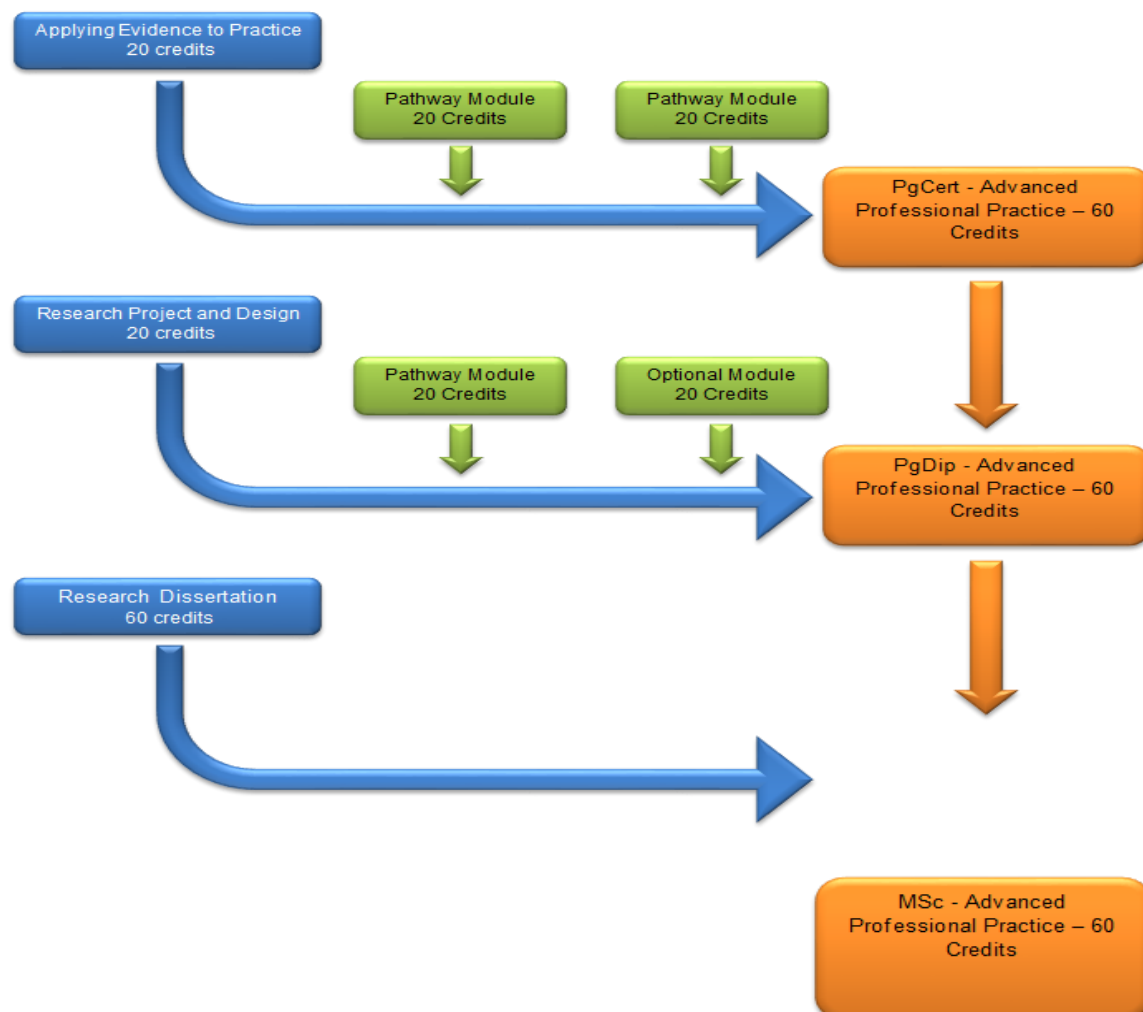 Applying Evidence to Practice
20 credits
Pathway Module
20 Credits
Pathway Module
20 Credits
PgCert - Advanced
Professional Practice – 60
Credits
Research Project and Design
20 credits
Pathway Module
20 Credits
Optional Module
20 Credits
PgDip - Advanced
Professional Practice – 60
Credits
Research Dissertation
60 credits
MSc - Advanced
Professional Practice – 60
Credits